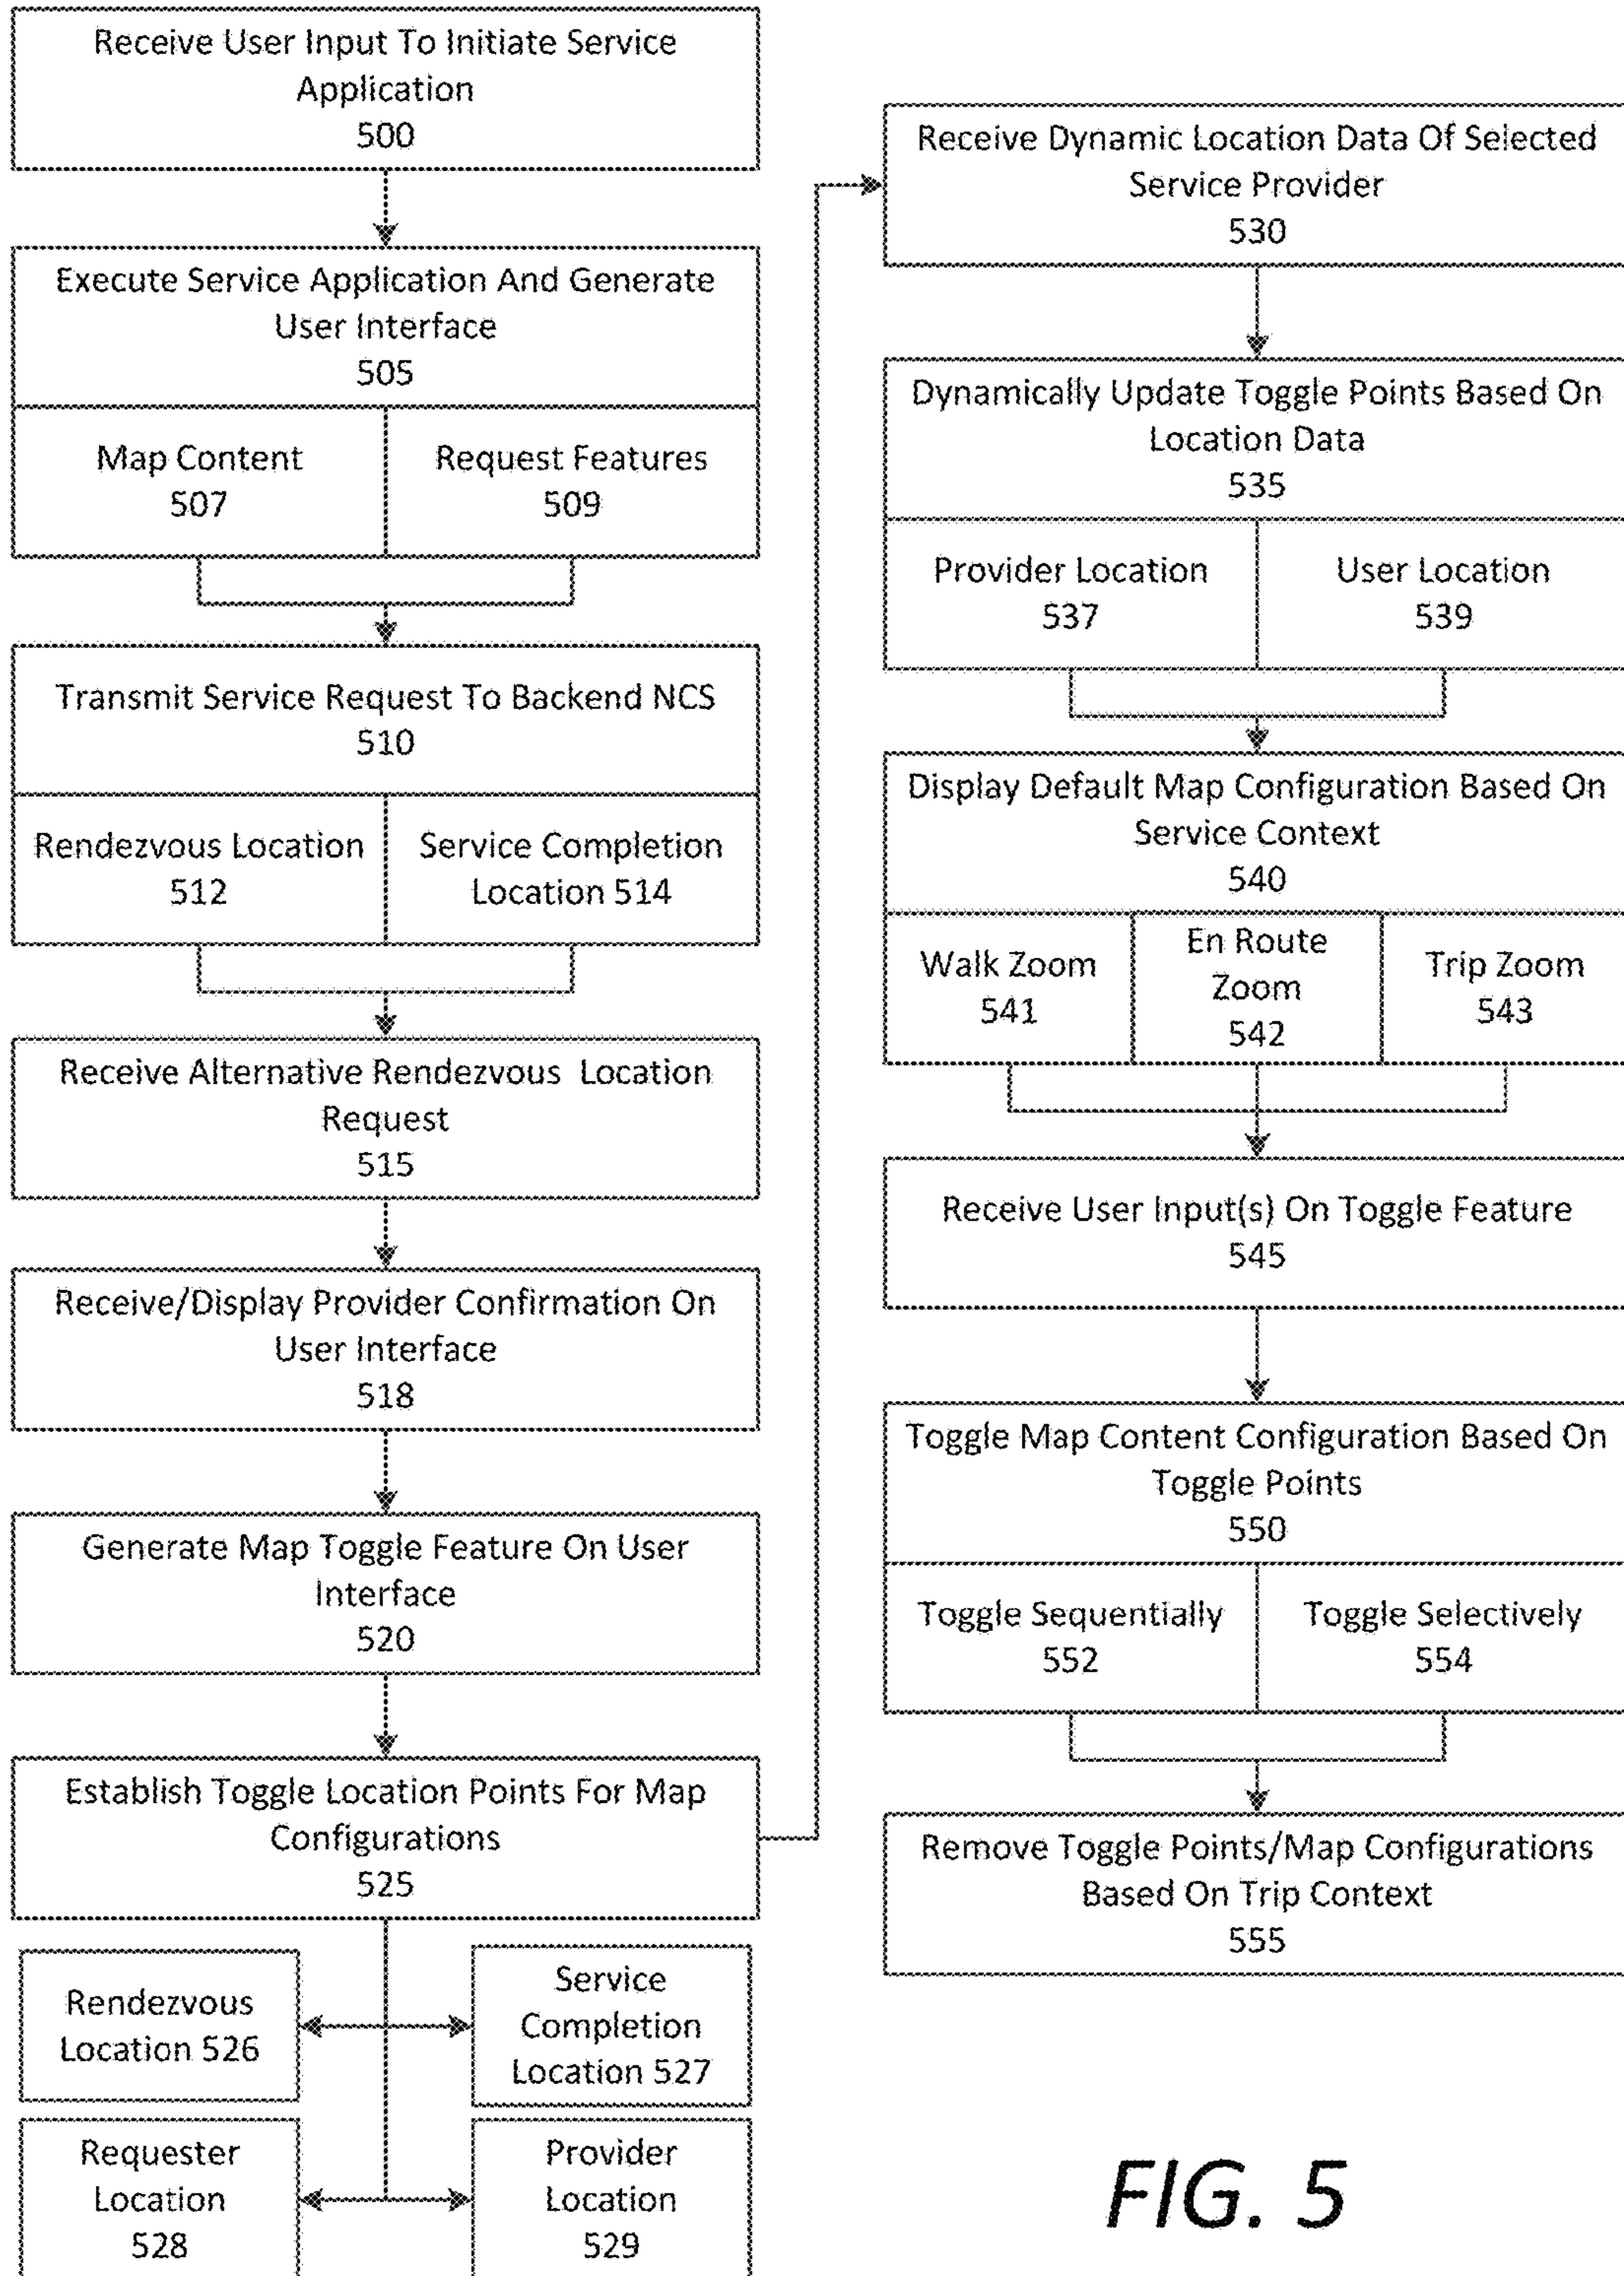 Receive User Input To Initiate Service
Application
500
Execute Service Application And Generate
User Interface
505
Map Content
507
Request Features
509
Transmit Service Request To Backend NCS
510
Rendezvous Location
512
Service Completion
Location 514
Receive Alternative Rendezvous Location
Request
515
Receive/Display Provider Confirmation On
User Interface
518
Generate Map Toggle Feature On User
Interface
520
Establish Toggle Location Points For Map
Configurations
525
Rendezvous
Location 526
Service
Completion
Location 527
Requester
Location
528
Provider
Location
529
Receive Dynamic Location Data Of Selected
Service Provider
530
Dynamically Update Toggle Points Based On
Location Data
535
Provider Location
537
User Location
539
Display Default Map Configuration Based On
Service Context
540
Walk Zoom
541
En Route
Zoom
542
Trip Zoom
543
Receive User Input(s) On Toggle Feature
545
Toggle Map Content Configuration Based On
Toggle Points
550
Toggle Sequentially
552
Toggle Selectively
554
Remove Toggle Points/Map Configurations
Based On Trip Context
555
FIG. 5